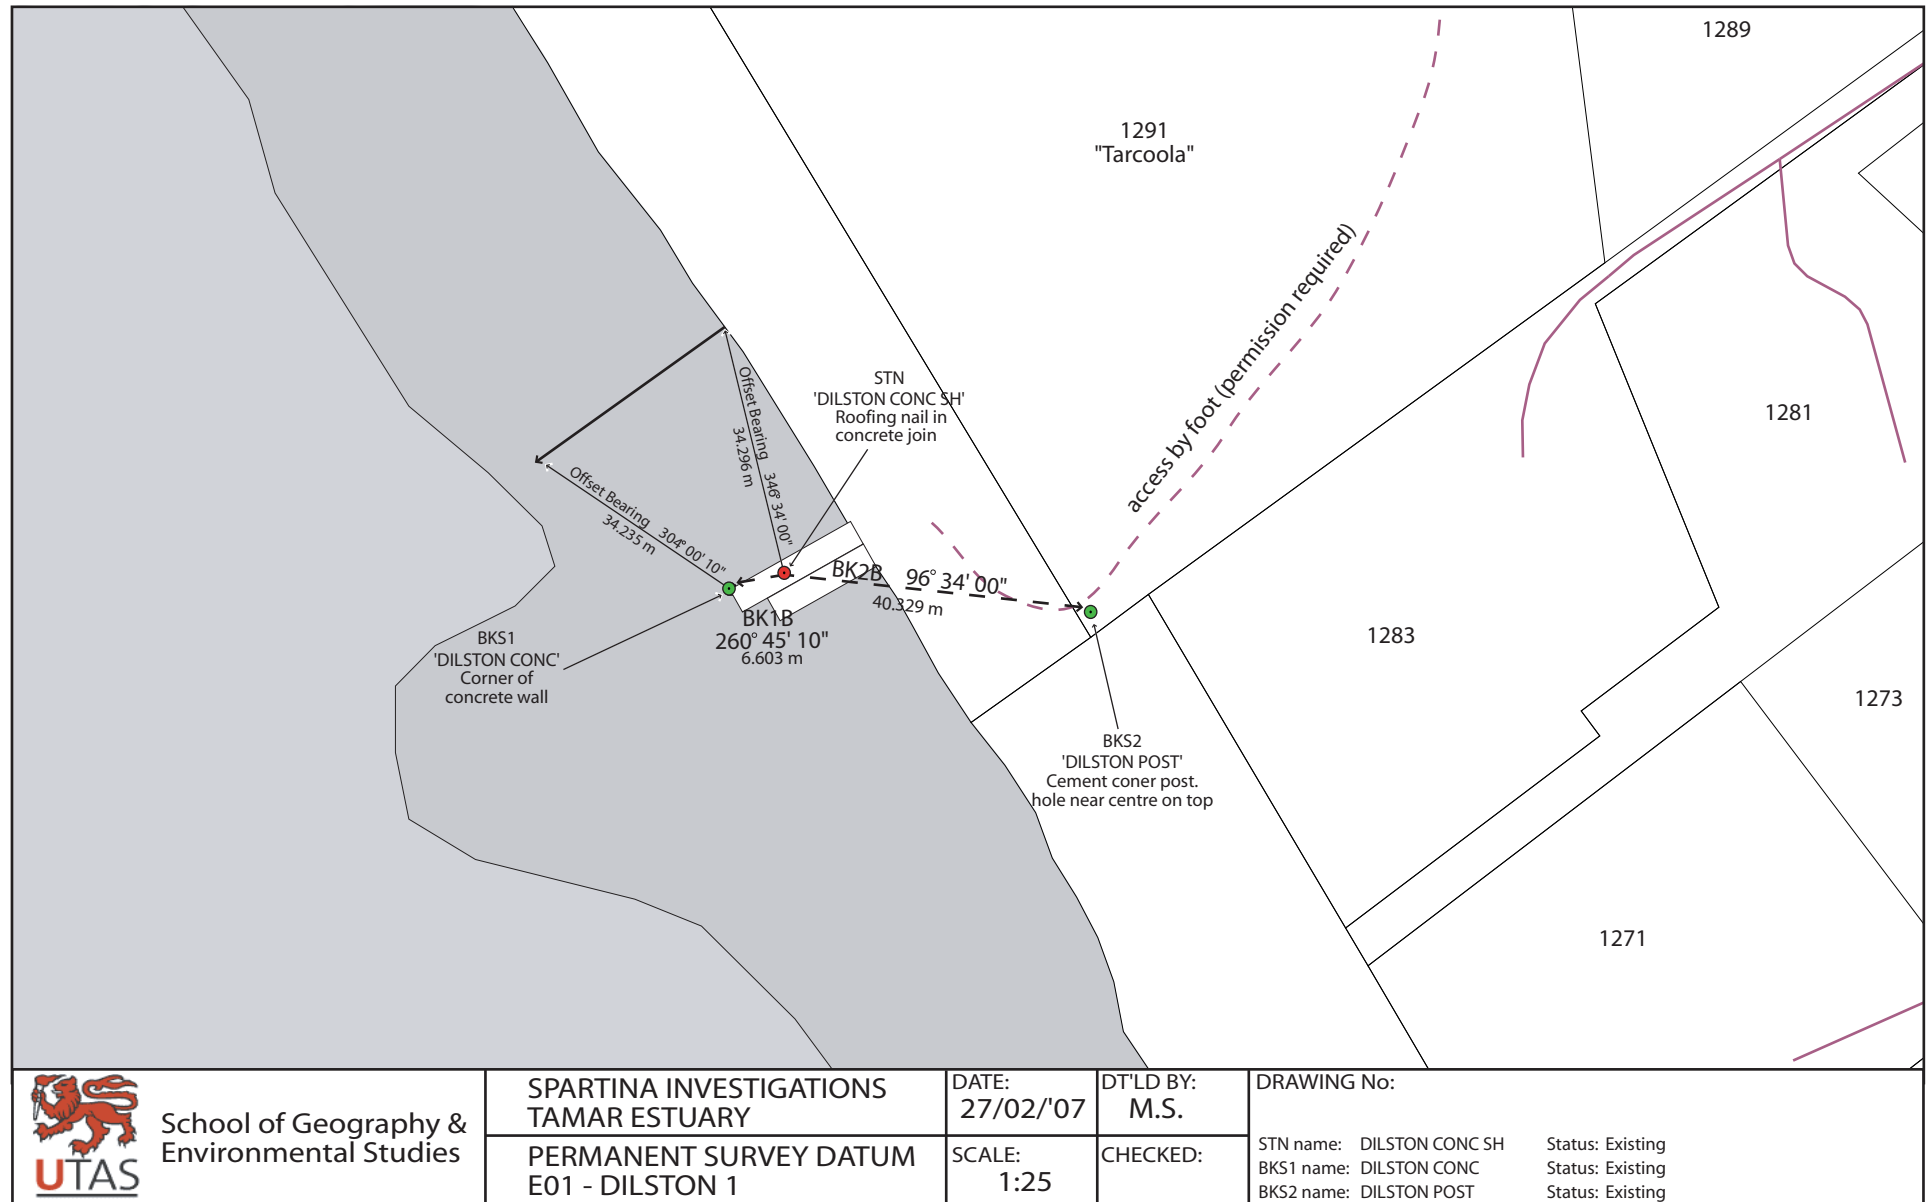 1289
1291
"Tarcoola"
access by foot (permission required)
STN
'DILSTON CONC SH'
Roofing nail in
concrete join
1281
Offset Bearing 346° 34' 00"
34.296 m
Offset Bearing 304° 00' 10"
34.235 m
BK2B 96° 34' 00"
40.329 m
BK1B
260° 45' 10"
6.603 m
BKS1
'DILSTON CONC'
Corner of
concrete wall
1283
1273
BKS2
'DILSTON POST'
Cement coner post.
hole near centre on top
1271
UTAS
School of Geography &
Environmental Studies
SPARTINA INVESTIGATIONS
TAMAR ESTUARY
PERMANENT SURVEY DATUM
E01 - DILSTON 1
DATE:
27/02/'07
DT'LD BY:
M.S.
SCALE:
1:25
CHECKED:
DRAWING No:
STN name: DILSTON CONC SH Status: Existing
BKS1 name: DILSTON CONC Status: Existing
BKS2 name: DILSTON POST Status: Existing